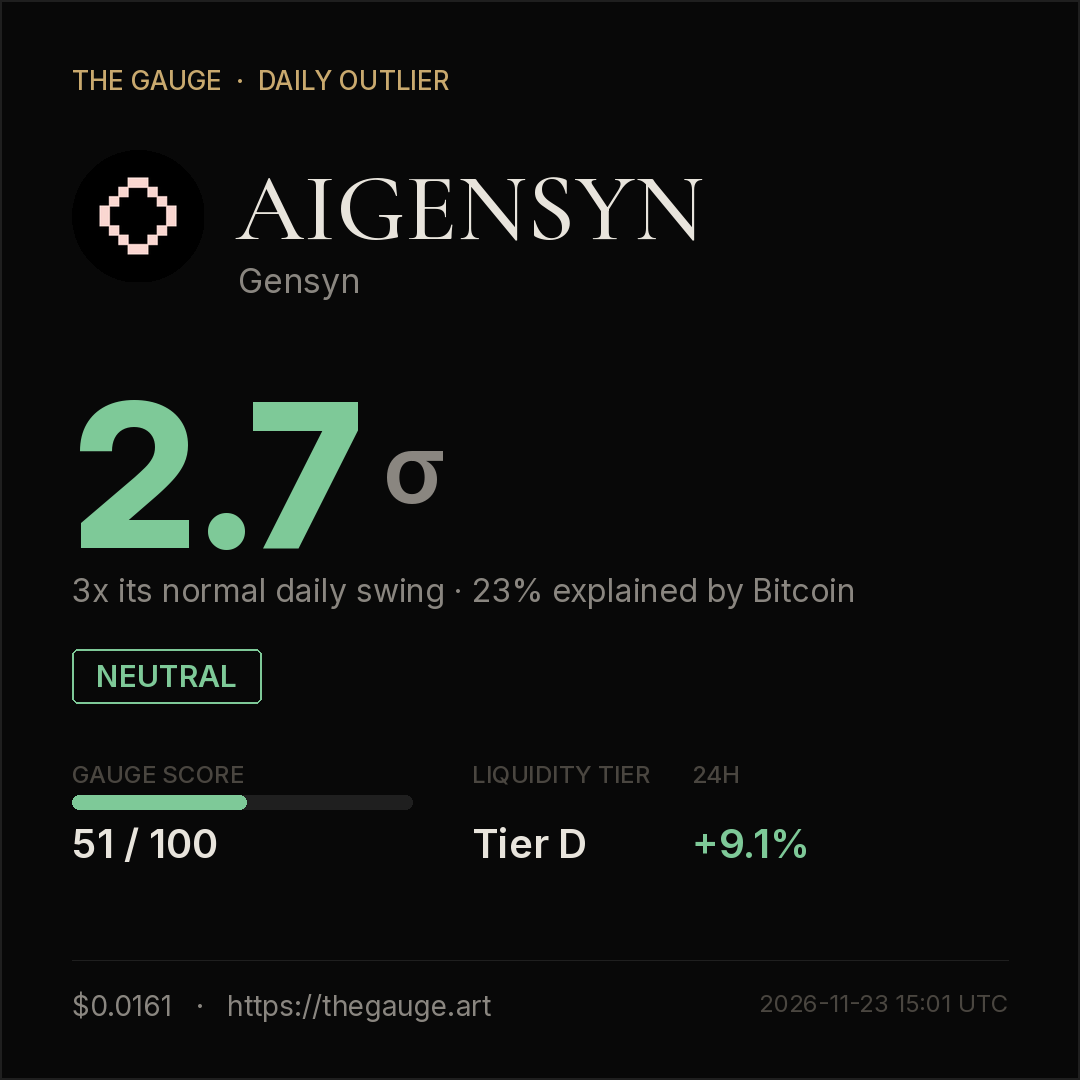 THE GAUGE · DAILY OUTLIER
AIGENSYN
Gensyn
2.7 σ
3x its normal daily swing · 23% explained by Bitcoin
NEUTRAL
GAUGE SCORE LIQUIDITY TIER 24H
51 / 100 Tier D +9.1%
$0.0161 · https://thegauge.art 2026-11-23 15:01 UTC